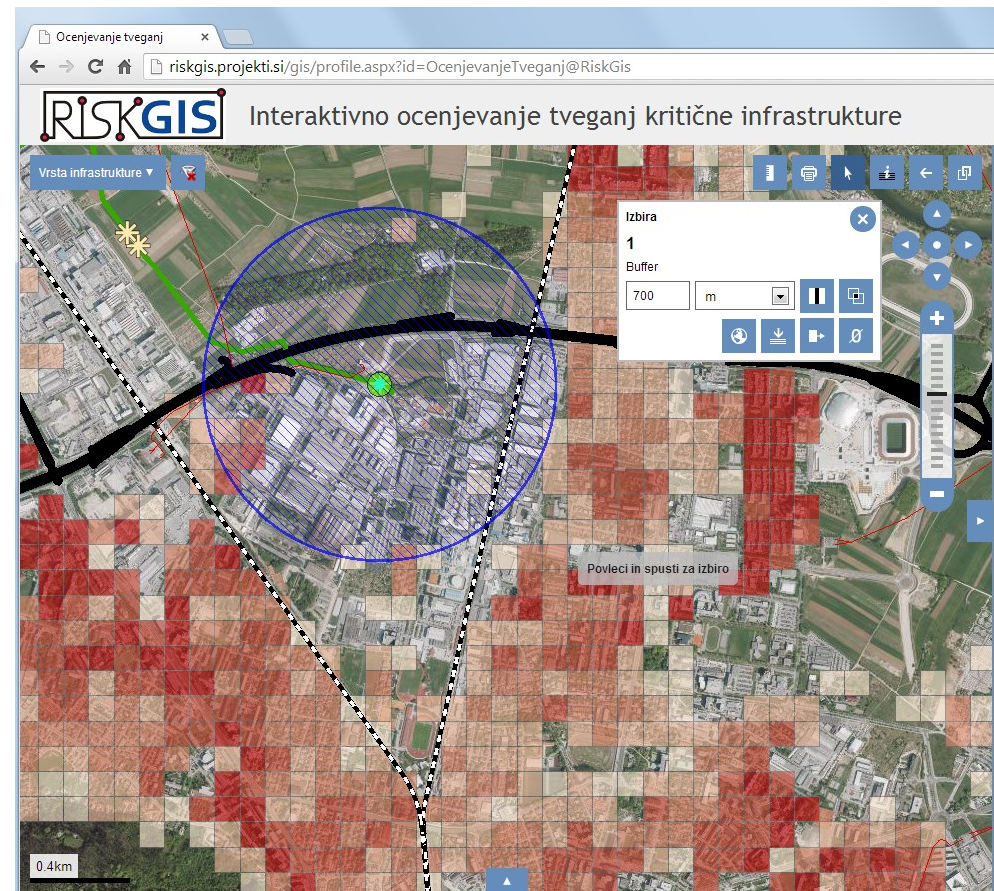 Ocenjevanje tveganj
riskgis.projekti.si/gis/profile.aspx?id=OcenjevanjeTveganj@RiskGis
RISKGIS
Interaktivno ocenjevanje tveganj kritične infrastrukture
Vrsta infrastrukture
Izbira
1
Buffer
700 m
Povleci in spusti za izbiro
0.4km